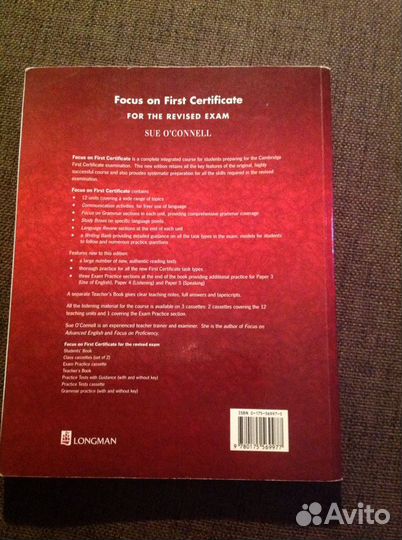 Focus on First Certificate
FOR THE REVISED EXAM
SUE O'CONNELL
Focus on First Certificate is a complete integrated course for students preparing for the Cambridge
First Certificate examination. This new edition retains all the key features of the original, highly
successful course and also provides systematic preparation for all the skills required in the revised
examination.
Focus on First Certificate contains
• 12 units covering a wide range of topics
• Communication activities, for freer use of language
• Focus on Grammar sections in each unit, providing comprehensive grammar coverage
• Study Boxes on specific language points
• Language Review sections at the end of each unit
• a Writing Bank providing detailed guidance on all the task types in the exam, models for students
to follow and numerous practice questions
Features new to this edition:
• a large number of new, authentic reading texts
• thorough practice for all the new First Certificate task types
• three Exam Practice sections at the end of the book providing additional practice for Paper 3
(Use of English), Paper 4 (Listening) and Paper 5 (Speaking)
A separate Teacher's Book gives clear teaching notes, full answers and tapescripts.
All the listening material for the course is available on 3 cassettes: 2 cassettes covering the 12
teaching units and 1 covering the Exam Practice section.
Sue O'Connell is an experienced teacher trainer and examiner. She is the author of Focus on
Advanced English and Focus on Proficiency.
Focus on First Certificate for the revised exam
Students' Book
Class cassettes (set of 2)
Exam Practice cassette
Teacher's Book
Practice Tests with Guidance (with and without key)
Practice Tests cassette
Grammar practice (with and without key)
LONGMAN
ISBN 0-175-56997-0
9 780175 569977
Avito